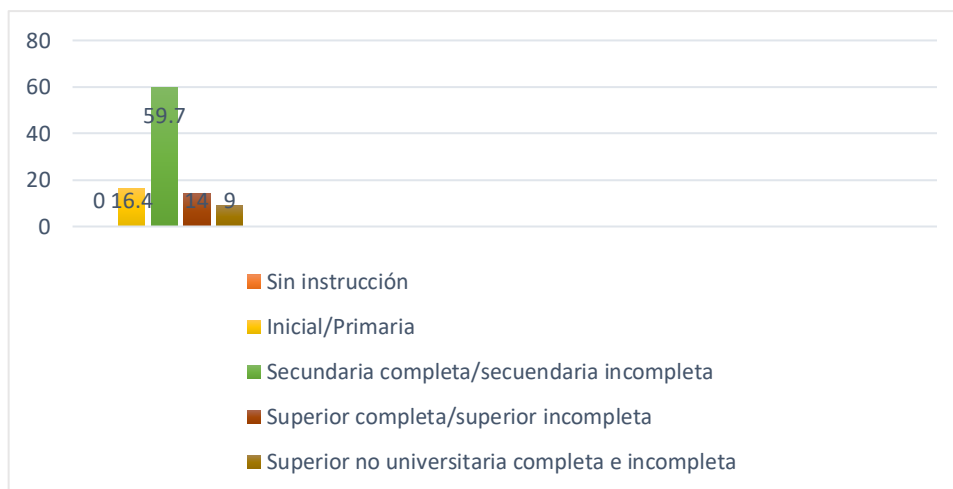 80
60
59.7
40
20
0 16.4 14 9
0
Sin instrucción
Inicial/Primaria
Secundaria completa/secuendaria incompleta
Superior completa/superior incompleta
Superior no universitaria completa e incompleta